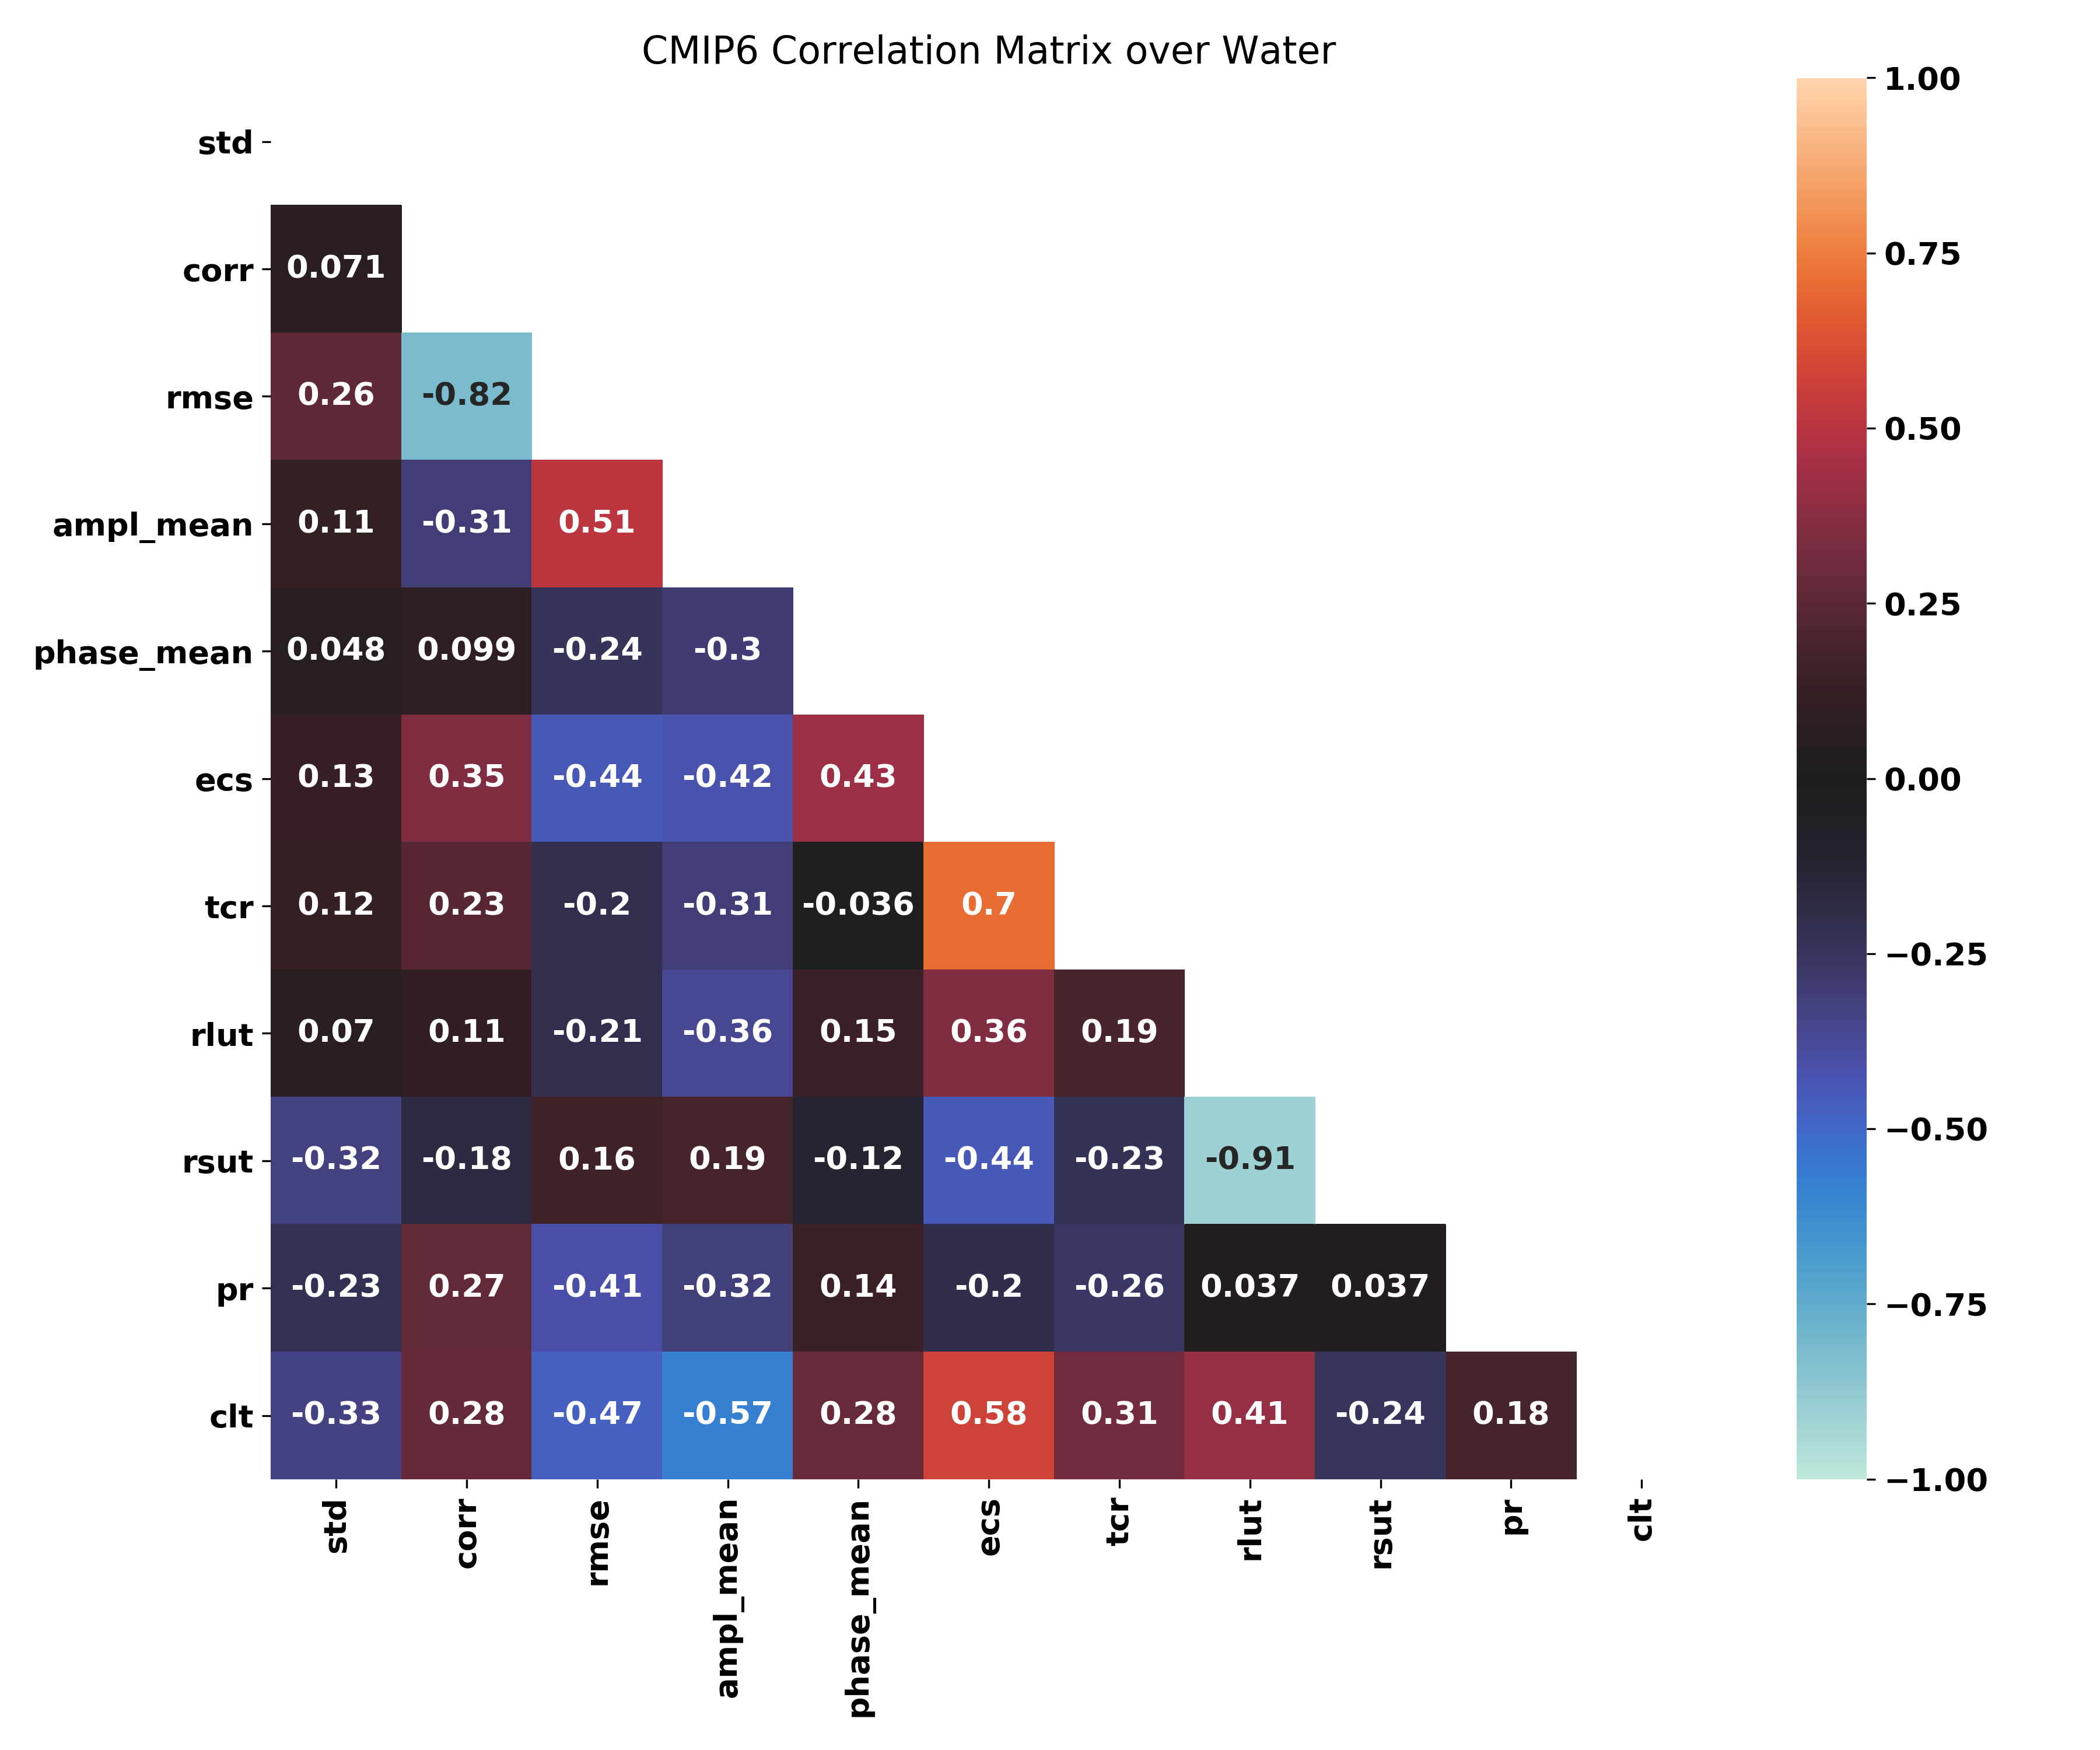 CMIP6 Correlation Matrix over Water
std
corr 0.071
rmse 0.26 -0.82
ampl_mean 0.11 -0.31 0.51
phase_mean 0.048 0.099 -0.24 -0.3
ecs 0.13 0.35 -0.44 -0.42 0.43
tcr 0.12 0.23 -0.2 -0.31 -0.036 0.7
rlut 0.07 0.11 -0.21 -0.36 0.15 0.36 0.19
rsut -0.32 -0.18 0.16 0.19 -0.12 -0.44 -0.23 -0.91
pr -0.23 0.27 -0.41 -0.32 0.14 -0.2 -0.26 0.037 0.037
clt -0.33 0.28 -0.47 -0.57 0.28 0.58 0.31 0.41 -0.24 0.18
std corr rmse ampl_mean phase_mean ecs tcr rlut rsut pr clt
1.00
0.75
0.50
0.25
0.00
−0.25
−0.50
−0.75
−1.00